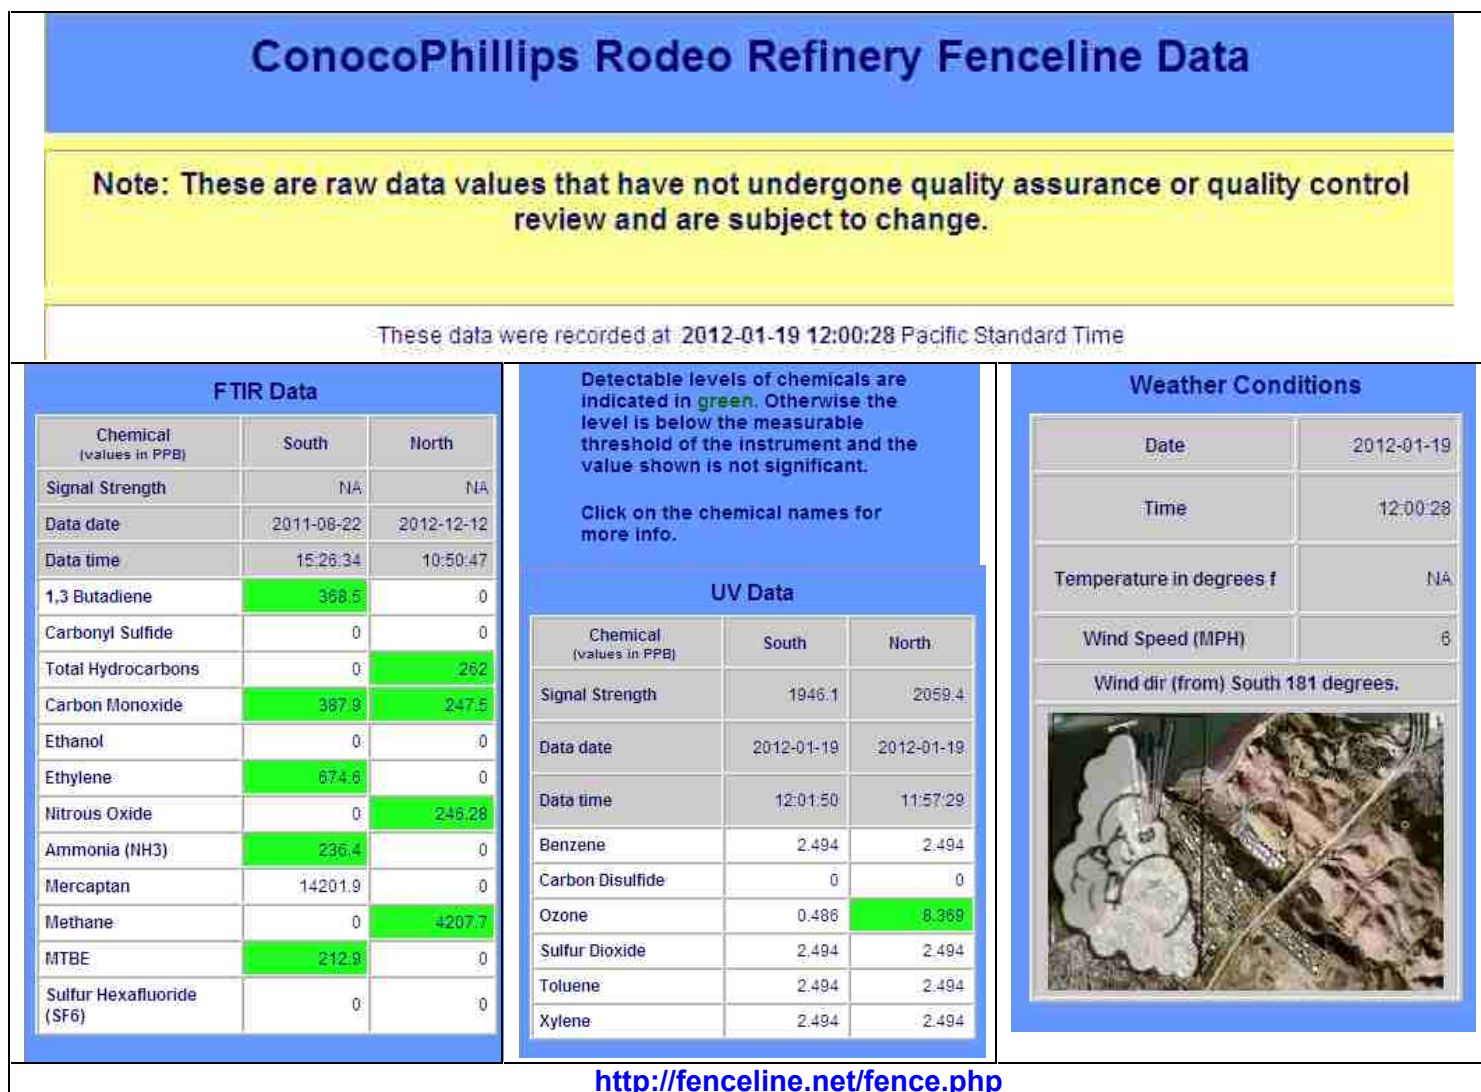 ConocoPhillips Rodeo Refinery Fenceline Data
Note: These are raw data values that have not undergone quality assurance or quality control
review and are subject to change.
These data were recorded at 2012-01-19 12:00:28 Pacific Standard Time
FTIR Data
Chemical South North
(values in PPB)
Signal Strength NA NA
Data date 2011-08-22 2012-12-12
Data time 15:26:34 10:50:47
1,3 Butadiene 368.5 0
Carbonyl Sulfide 0 0
Total Hydrocarbons 0 262
Carbon Monoxide 387.9 247.5
Ethanol 0 0
Ethylene 674.6 0
Nitrous Oxide 0 246.28
Ammonia (NH3) 236.4 0
Mercaptan 14201.9 0
Methane 0 4207.7
MTBE 212.9 0
Sulfur Hexafluoride
(SF6) 0 0
Detectable levels of chemicals are
indicated in green. Otherwise the
level is below the measurable
threshold of the instrument and the
value shown is not significant.
Click on the chemical names for
more info.
UV Data
Chemical South North
(values in PPB)
Signal Strength 1946.1 2059.4
Data date 2012-01-19 2012-01-19
Data time 12:01:50 11:57:29
Benzene 2.494 2.494
Carbon Disulfide 0 0
Ozone 0.486 8.369
Sulfur Dioxide 2.494 2.494
Toluene 2.494 2.494
Xylene 2.494 2.494
Weather Conditions
Date 2012-01-19
Time 12:00:28
Temperature in degrees f NA
Wind Speed (MPH) 6
Wind dir (from) South 181 degrees.
http://fenceline.net/fence.php